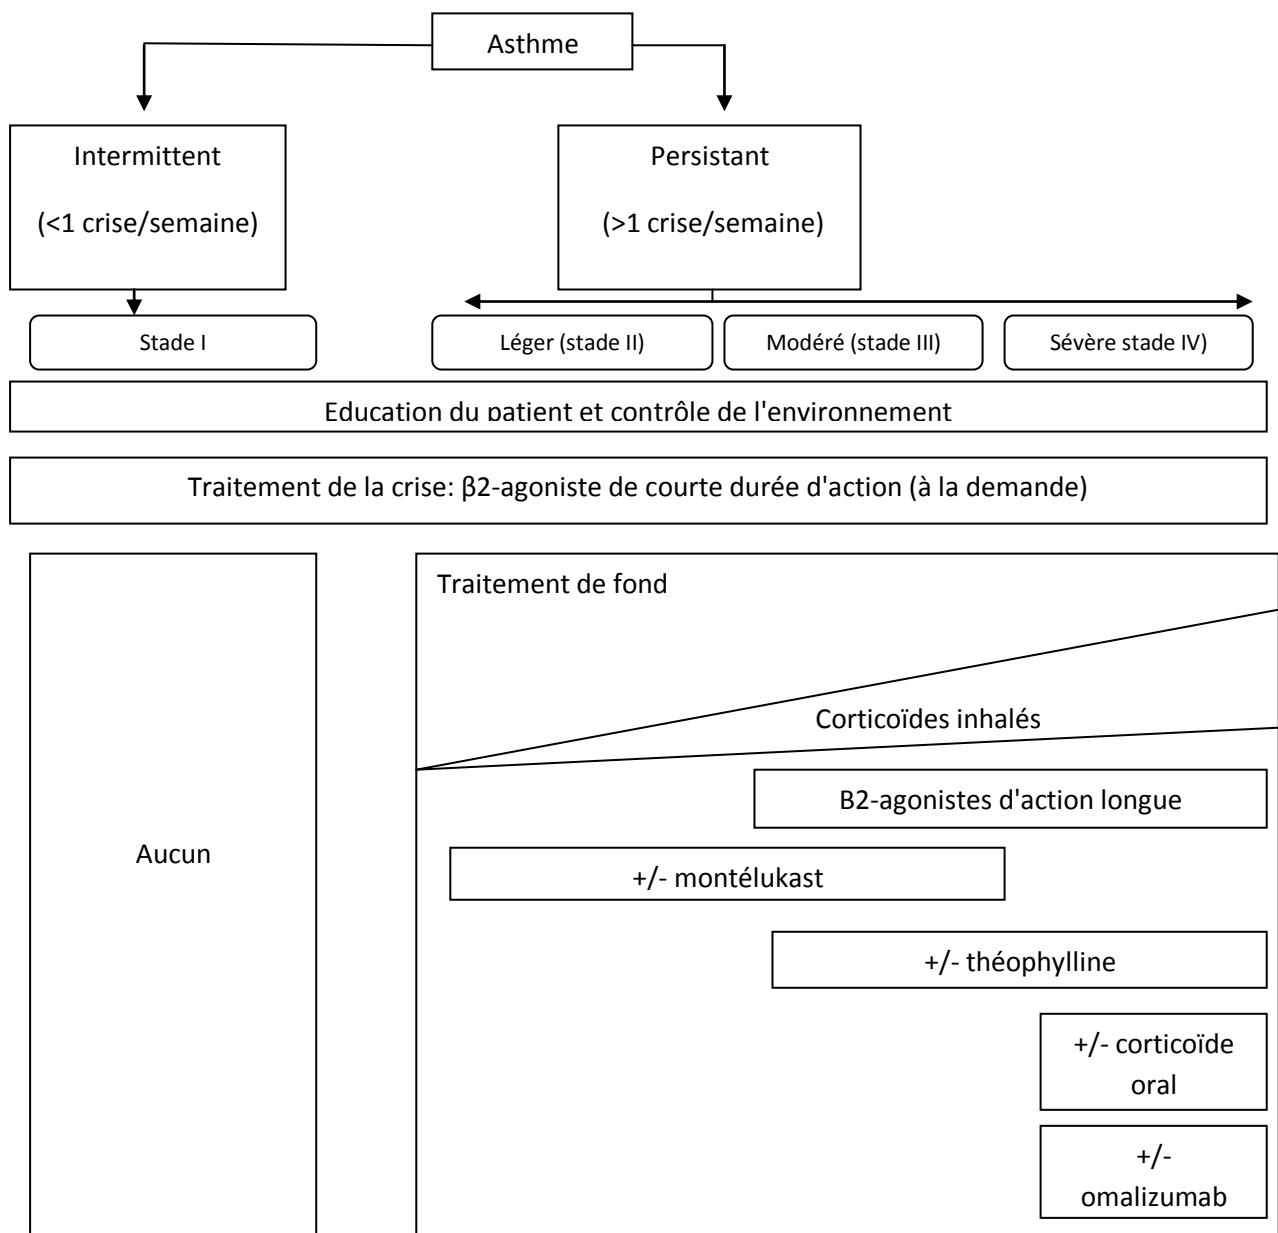 Asthme
Intermittent
(<1 crise/semaine)
Persistant
(>1 crise/semaine)
Stade I
Léger (stade II)
Modéré (stade III)
Sévère stade IV)
Education du patient et contrôle de l'environnement
Traitement de la crise: β2-agoniste de courte durée d'action (à la demande)
Traitement de fond
Corticoïdes inhalés
B2-agonistes d'action longue
Aucun
+/- montélukast
+/- théophylline
+/- corticoïde
oral
+/-
omalizumab